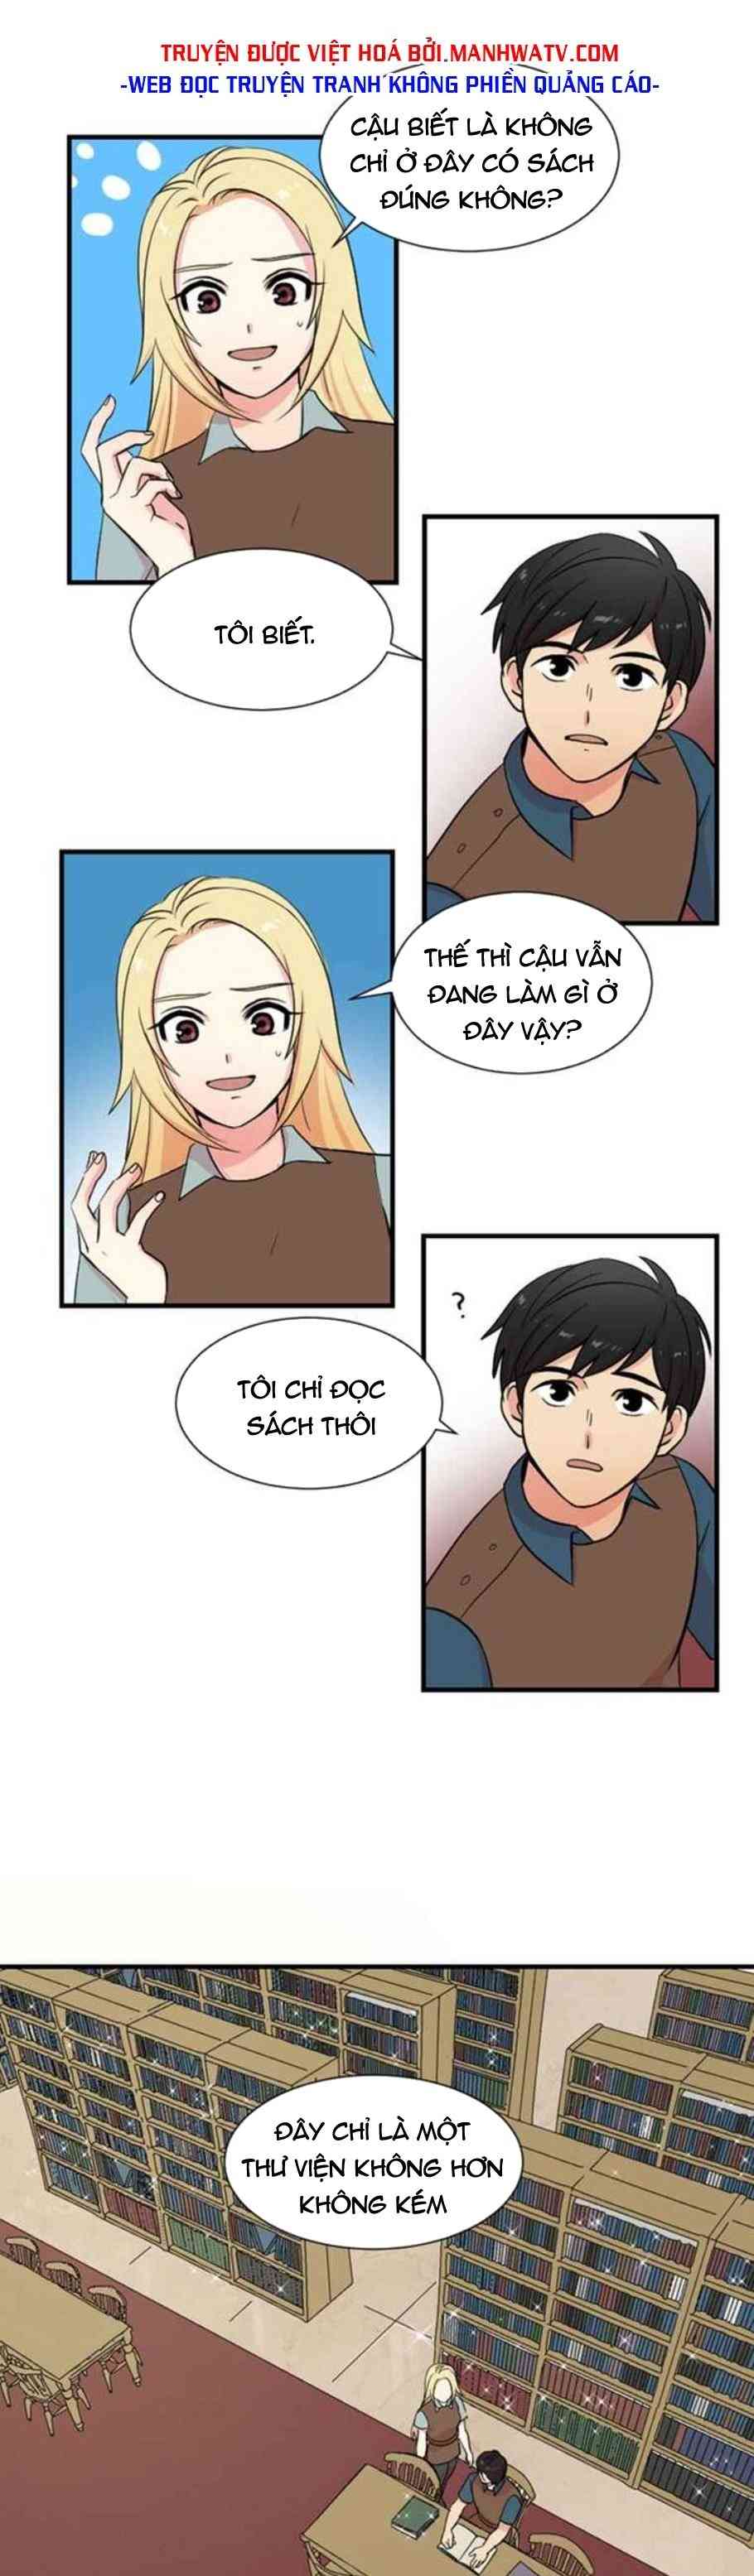 TRUYỆN ĐƯỢC VIỆT HOÁ BỞI.MANHWATV.COM
-WEB ĐỌC TRUYỆN TRANH KHÔNG PHIỀN QUẢNG CÁO-
CẬU BIẾT LÀ KHÔNG
CHỈ Ở ĐÂY CÓ SÁCH
ĐÚNG KHÔNG?
TÔI BIẾT.
THẾ THÌ CẬU VẪN
ĐANG LÀM GÌ Ở
ĐÂY VẬY?
?
TÔI CHỈ ĐỌC
SÁCH THÔI
ĐÂY CHỈ LÀ MỘT
THƯ VIỆN KHÔNG HƠN
KHÔNG KÉM